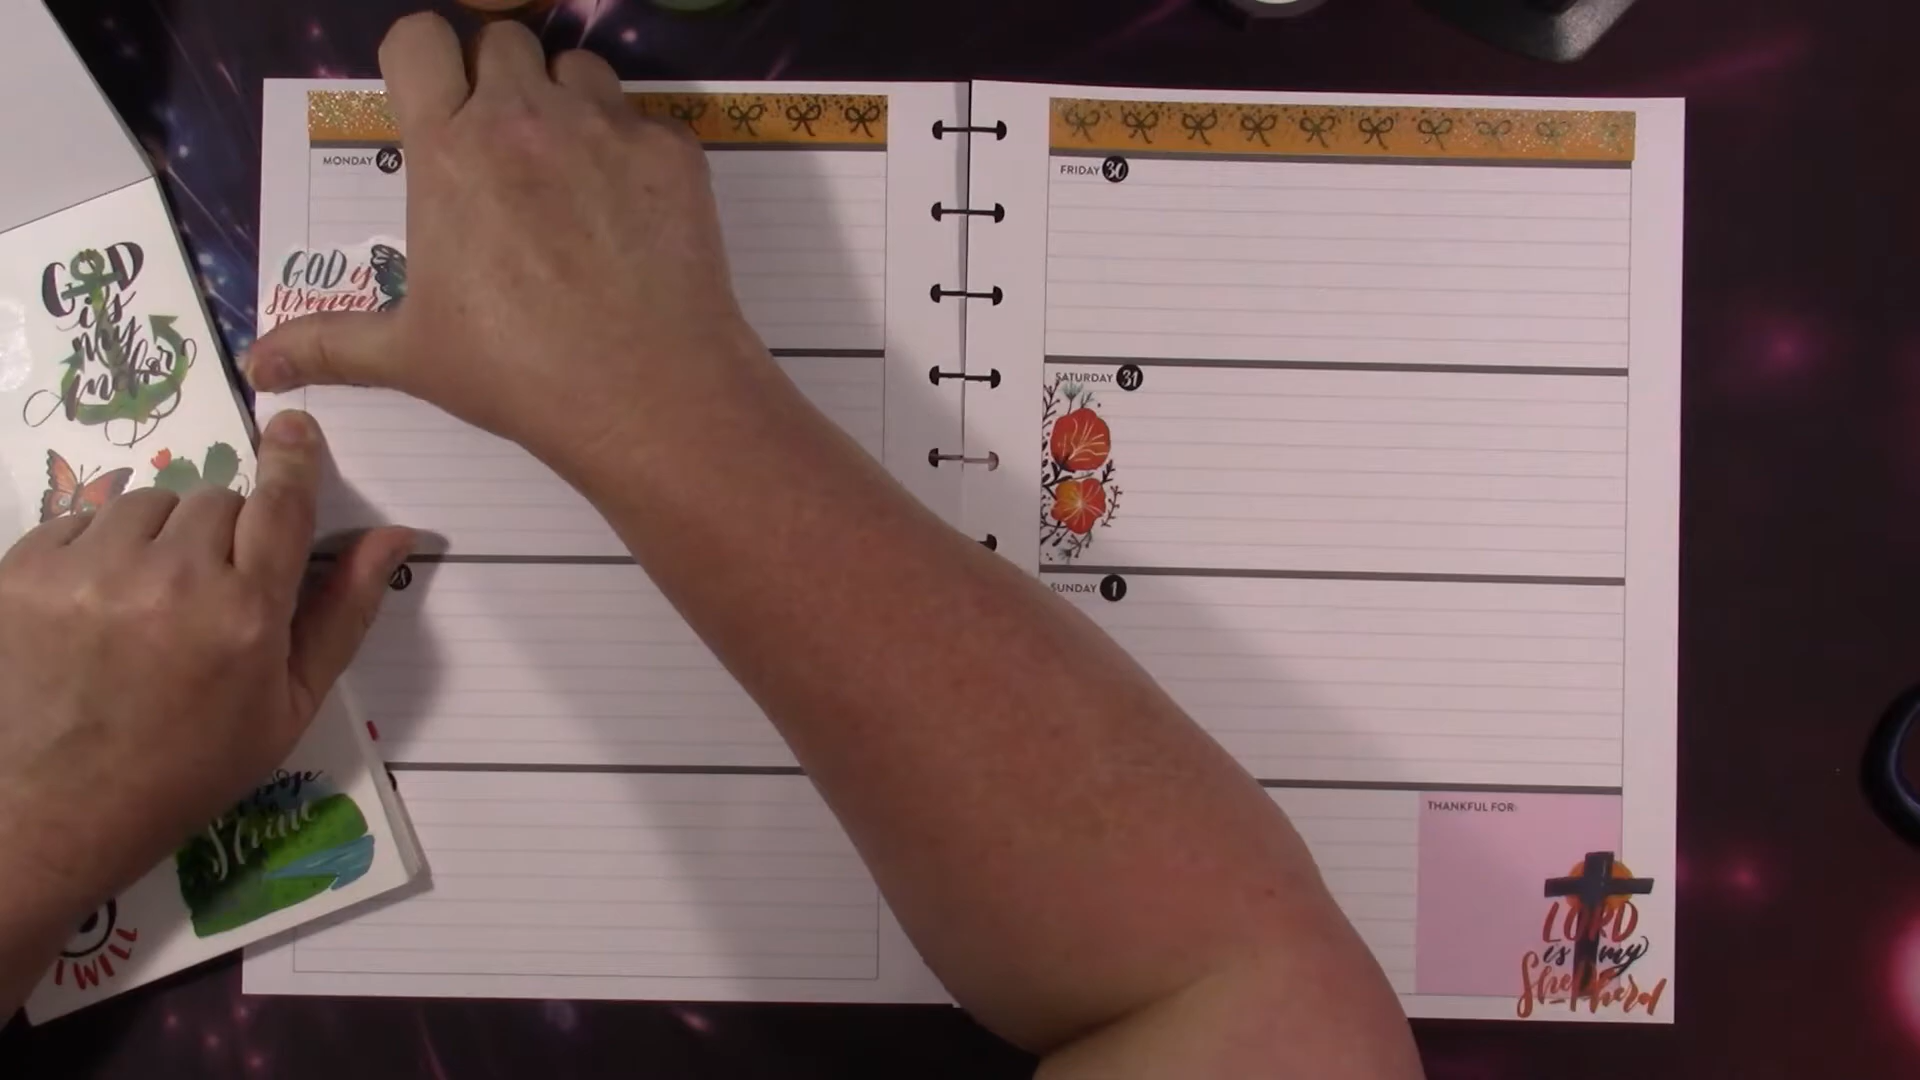 MONDAY 26
GOD is
Stronger
FRIDAY 30
SATURDAY 31
SUNDAY 1
THANKFUL FOR:
LORD
is my
Shepherd
GOD
is
my
anchor
Shine
I WILL